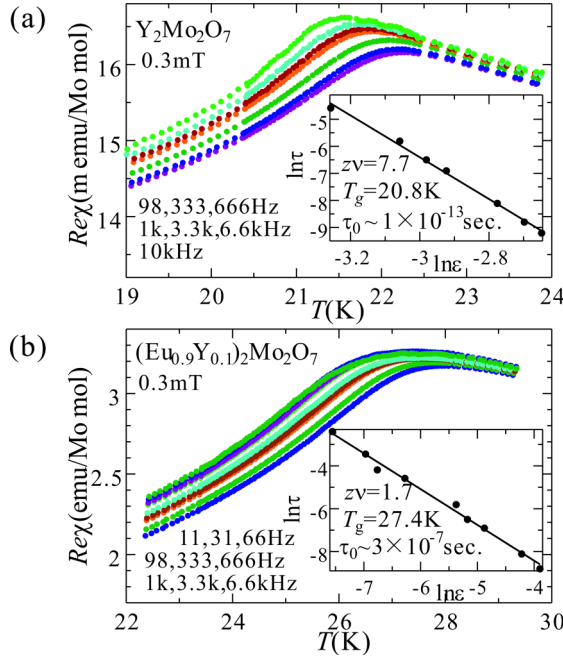 (a)
Y₂Mo₂O₇
0.3mT
16
15
14
Reχ(m emu/Mo mol)
98,333,666Hz
1k,3.3k,6.6kHz
10kHz
-5
-6
-7
-8
-9
lnτ
zν=7.7
Tg=20.8K
τ₀~1×10⁻¹³sec.
-3.2 -3 -2.8
lnε
19 20 21 22 23 24
T(K)
(b)
(Eu₀.₉Y₀.₁)₂Mo₂O₇
0.3mT
3
2.5
2
Reχ(emu/Mo mol)
11,31,66Hz
98,333,666Hz
1k,3.3k,6.6kHz
-4
-6
-8
lnτ
zν=1.7
Tg=27.4K
τ₀~3×10⁻⁷sec.
-7 -6 -5 -4
lnε
22 24 26 28 30
T(K)